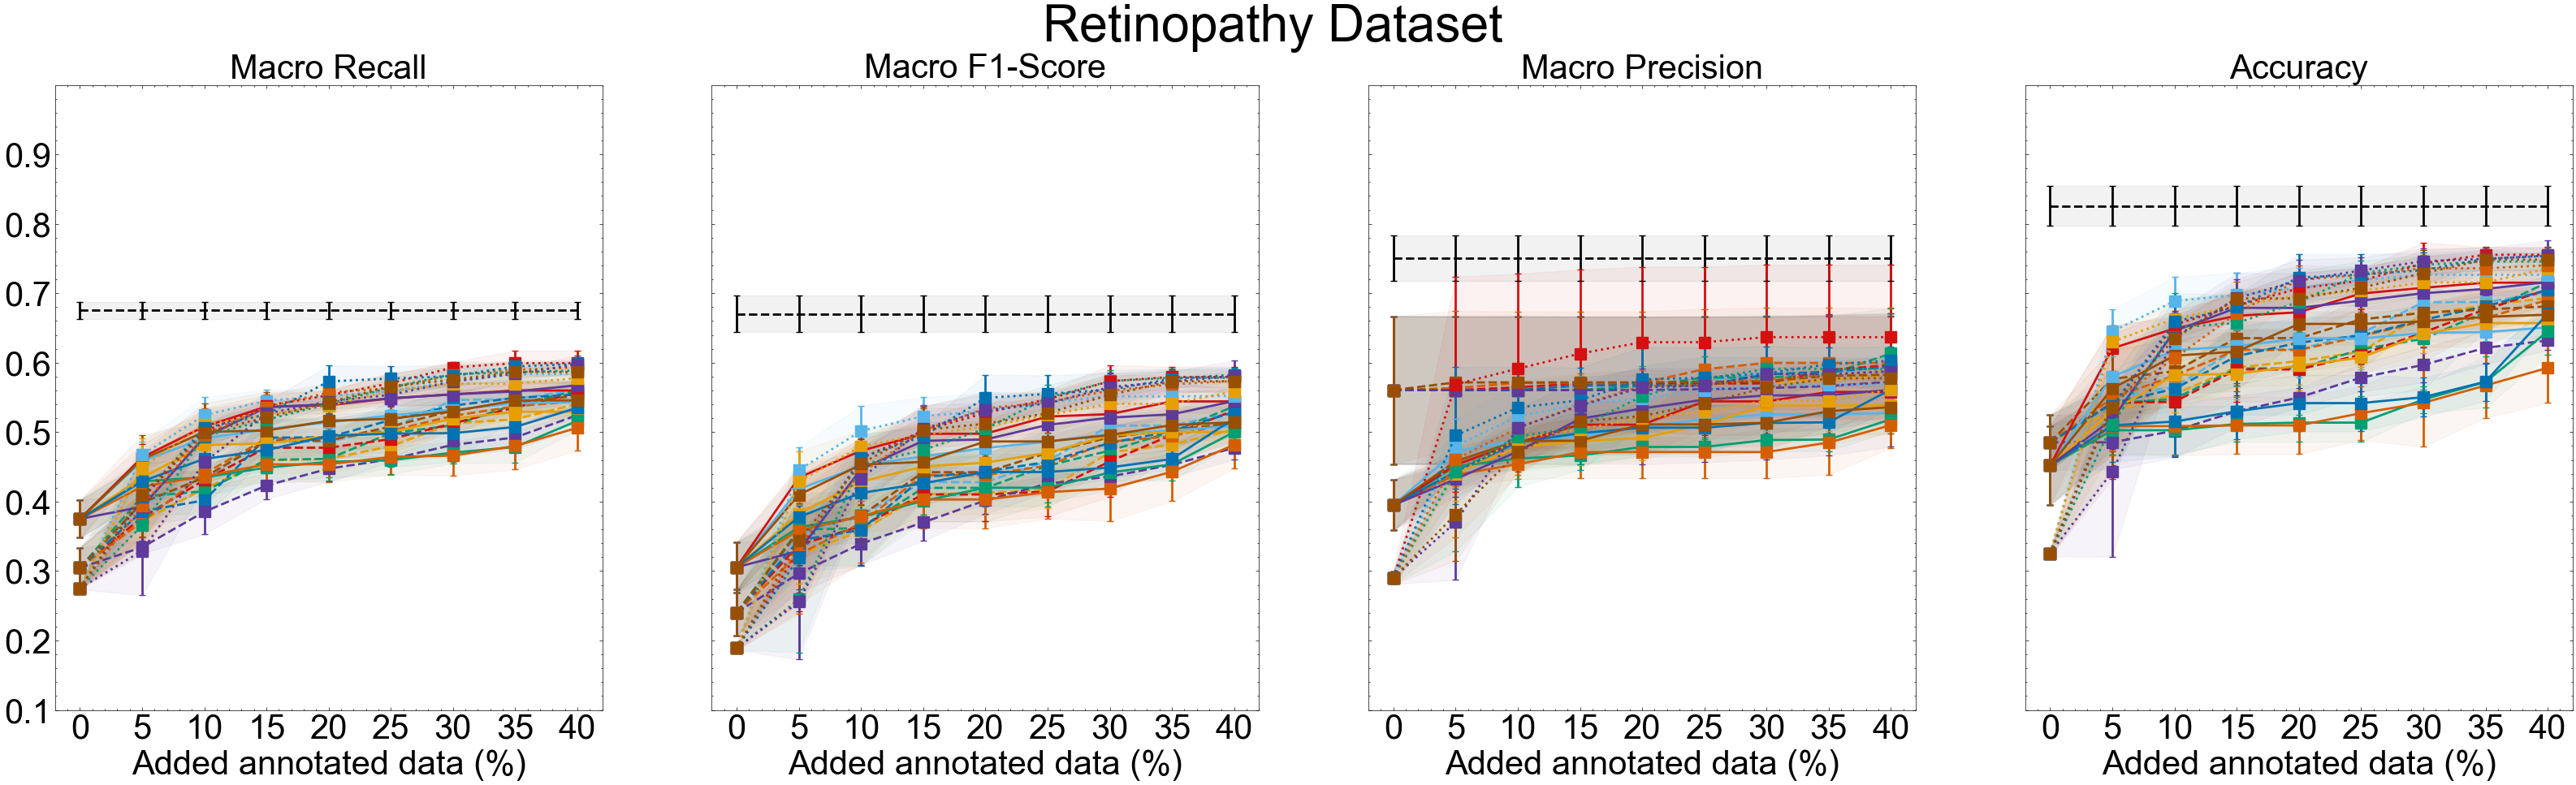 Retinopathy Dataset
Macro Recall
Macro F1-Score
Macro Precision
Accuracy
0.9
0.8
0.7
0.6
0.5
0.4
0.3
0.2
0.1
0 5 10 15 20 25 30 35 40
0 5 10 15 20 25 30 35 40
0 5 10 15 20 25 30 35 40
0 5 10 15 20 25 30 35 40
Added annotated data (%)
Added annotated data (%)
Added annotated data (%)
Added annotated data (%)